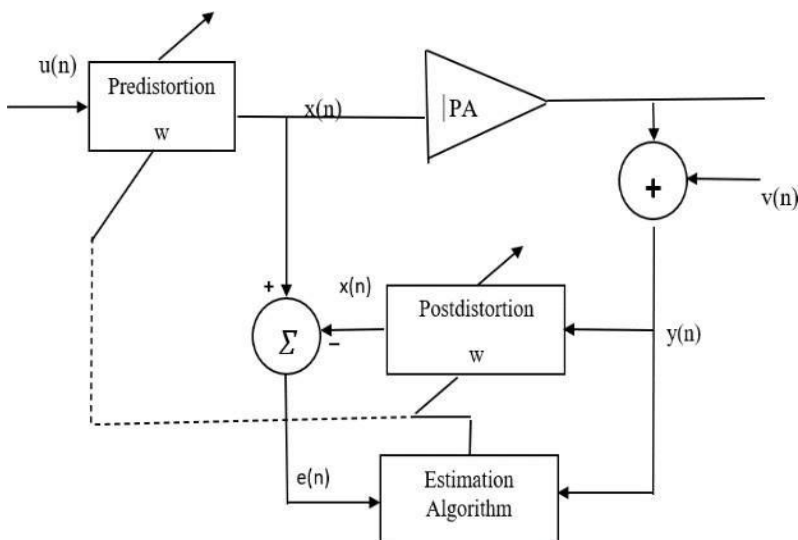 u(n)
Predistortion
w
x(n)
|PA
+
v(n)
+
x(n)
Postdistortion
w
Σ
−
y(n)
e(n)
Estimation
Algorithm